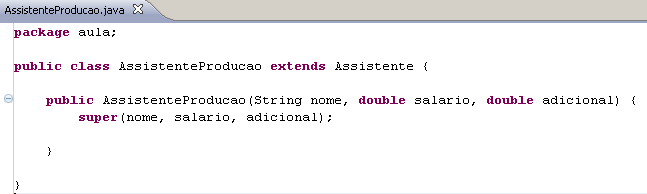 AssistenteProducao.java
package aula;
public class AssistenteProducao extends Assistente {
public AssistenteProducao(String nome, double salario, double adicional) {
super(nome, salario, adicional);
}
}